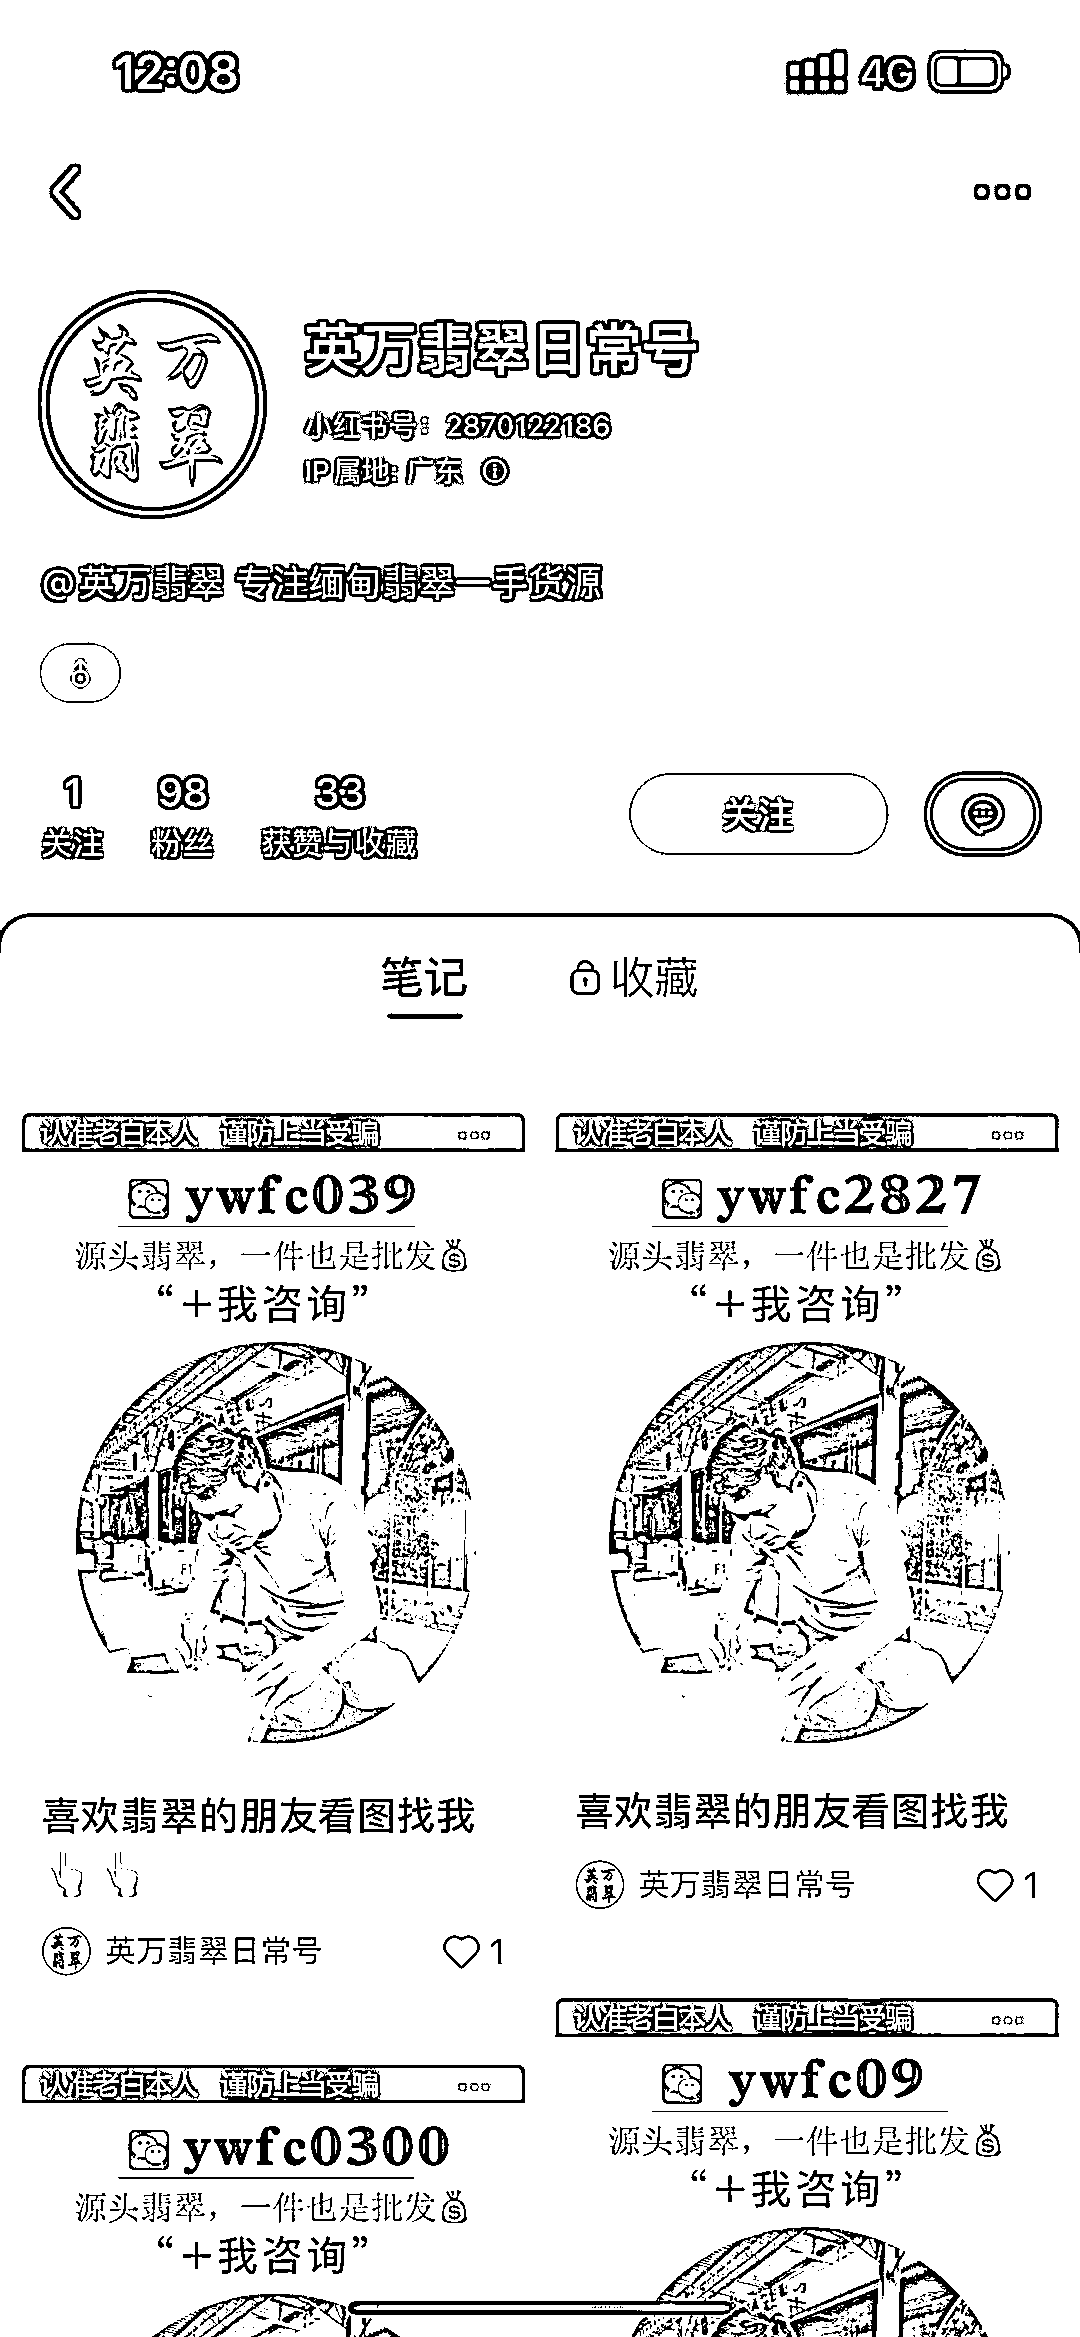 12:08
4G
英万翡翠
英万翡翠日常号
小红书号：2870122186
IP属地：广东
@英万翡翠 专注缅甸翡翠一手货源
1 98 33
关注 粉丝 获赞与收藏
关注
笔记 收藏
认准老白本人 谨防上当受骗
ywfc039
源头翡翠，一件也是批发
“＋我咨询”
喜欢翡翠的朋友看图找我
👆👆
英万翡翠日常号 1
认准老白本人 谨防上当受骗
ywfc2827
源头翡翠，一件也是批发
“＋我咨询”
喜欢翡翠的朋友看图找我
英万翡翠日常号 1
认准老白本人 谨防上当受骗
ywfc0300
源头翡翠，一件也是批发
“＋我咨询”
认准老白本人 谨防上当受骗
ywfc09
源头翡翠，一件也是批发
“＋我咨询”